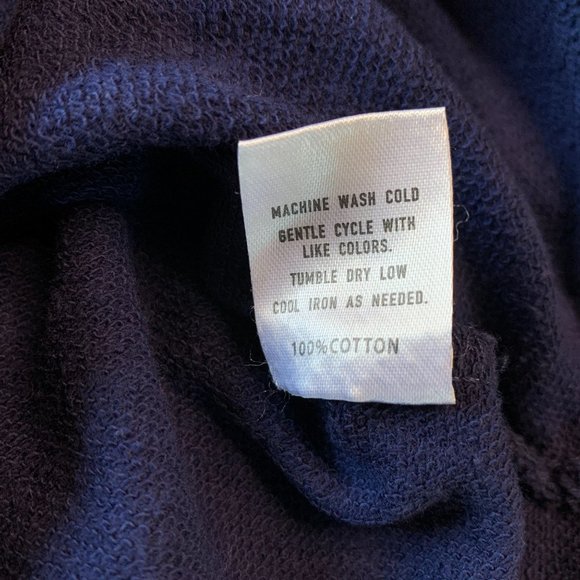 MACHINE WASH COLD
GENTLE CYCLE WITH
LIKE COLORS.
TUMBLE DRY LOW
COOL IRON AS NEEDED.
100%COTTON